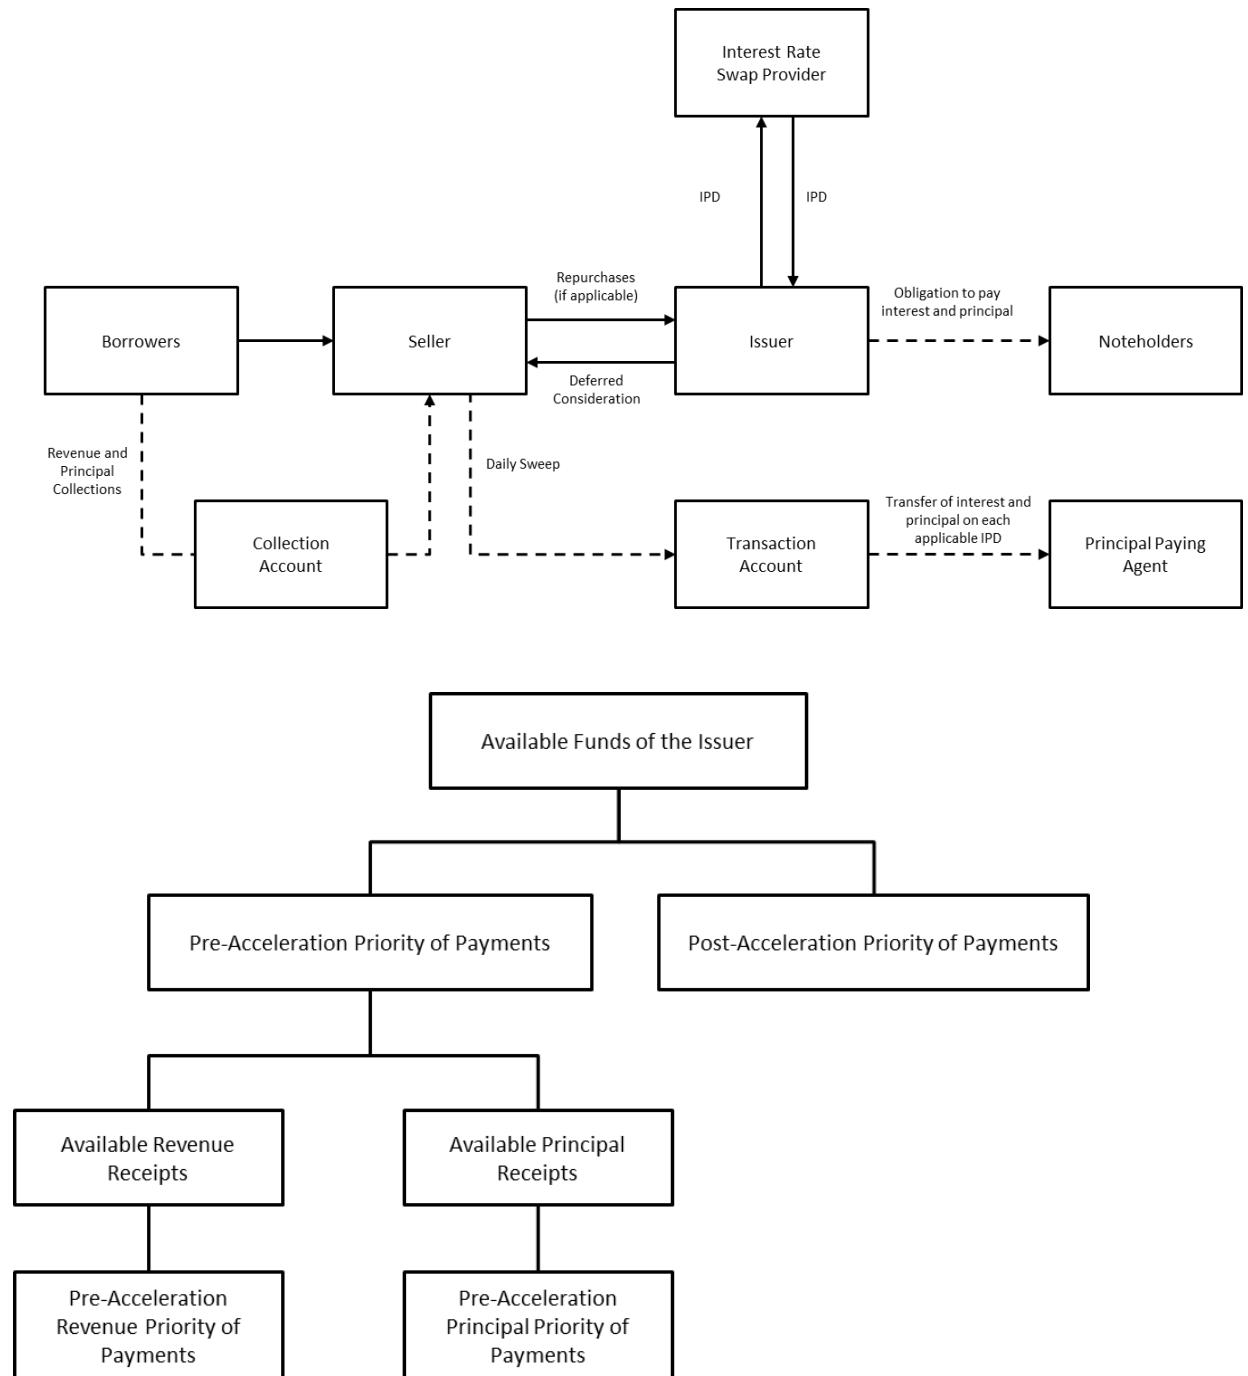 Interest Rate
Swap Provider
IPD
IPD
Repurchases
(if applicable)
Obligation to pay
interest and principal
Borrowers
Seller
Issuer
Noteholders
Deferred
Consideration
Revenue and
Principal
Collections
Daily Sweep
Transfer of interest and
principal on each
applicable IPD
Collection
Account
Transaction
Account
Principal Paying
Agent
Available Funds of the Issuer
Pre-Acceleration Priority of Payments
Post-Acceleration Priority of Payments
Available Revenue
Receipts
Available Principal
Receipts
Pre-Acceleration
Revenue Priority of
Payments
Pre-Acceleration
Principal Priority of
Payments